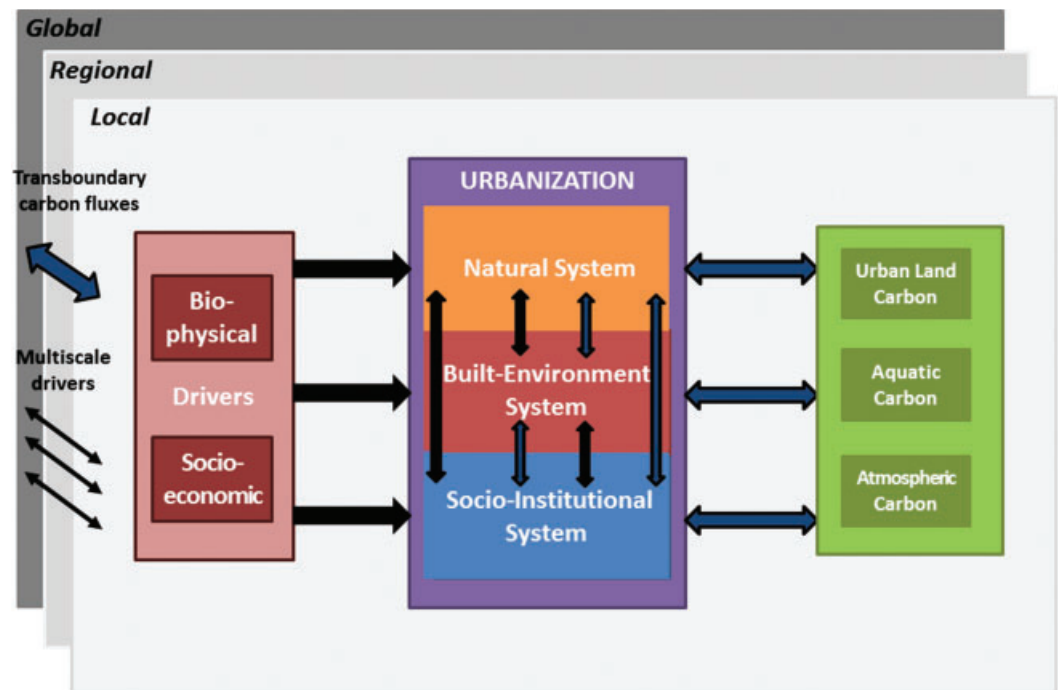 Global
Regional
Local
Transboundary
carbon fluxes
Multiscale
drivers
Bio-
physical
Drivers
Socio-
economic
URBANIZATION
Natural System
Built-Environment
System
Socio-Institutional
System
Urban Land
Carbon
Aquatic
Carbon
Atmospheric
Carbon